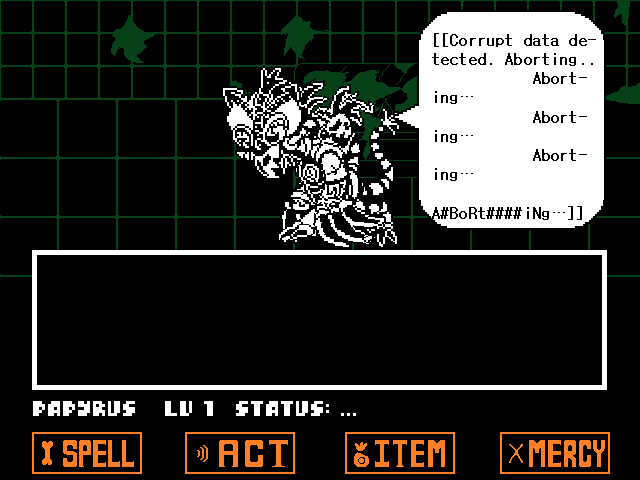 [[Corrupt data de-
tected. Aborting..
Abort-
ing…
Abort-
ing…
Abort-
ing…
A#BoRt####iNg…]]
PAPYRUS LV 1 STATUS: ...
SPELL ACT ITEM MERCY